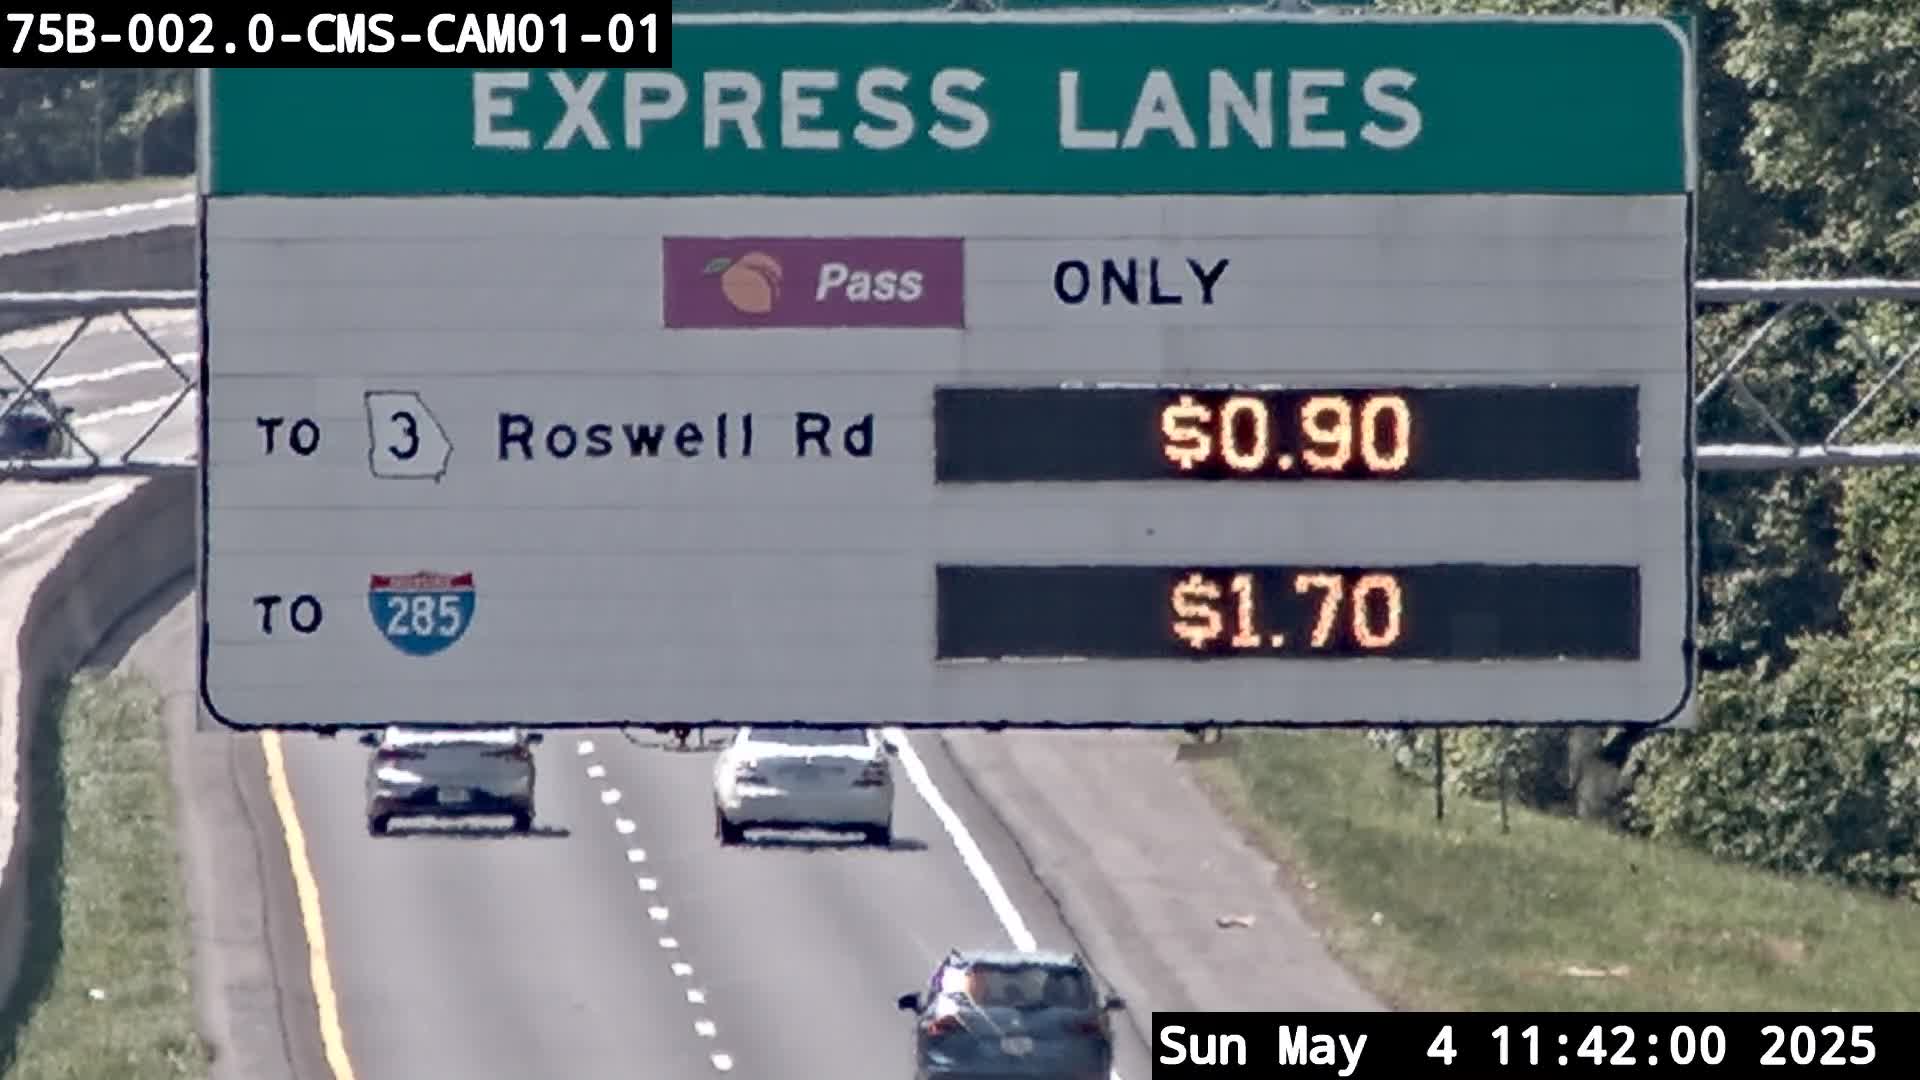 75B-002.0-CMS-CAM01-01
EXPRESS LANES
Pass ONLY
TO 3 Roswell Rd $0.90
TO 285 $1.70
Sun May 4 11:42:00 2025